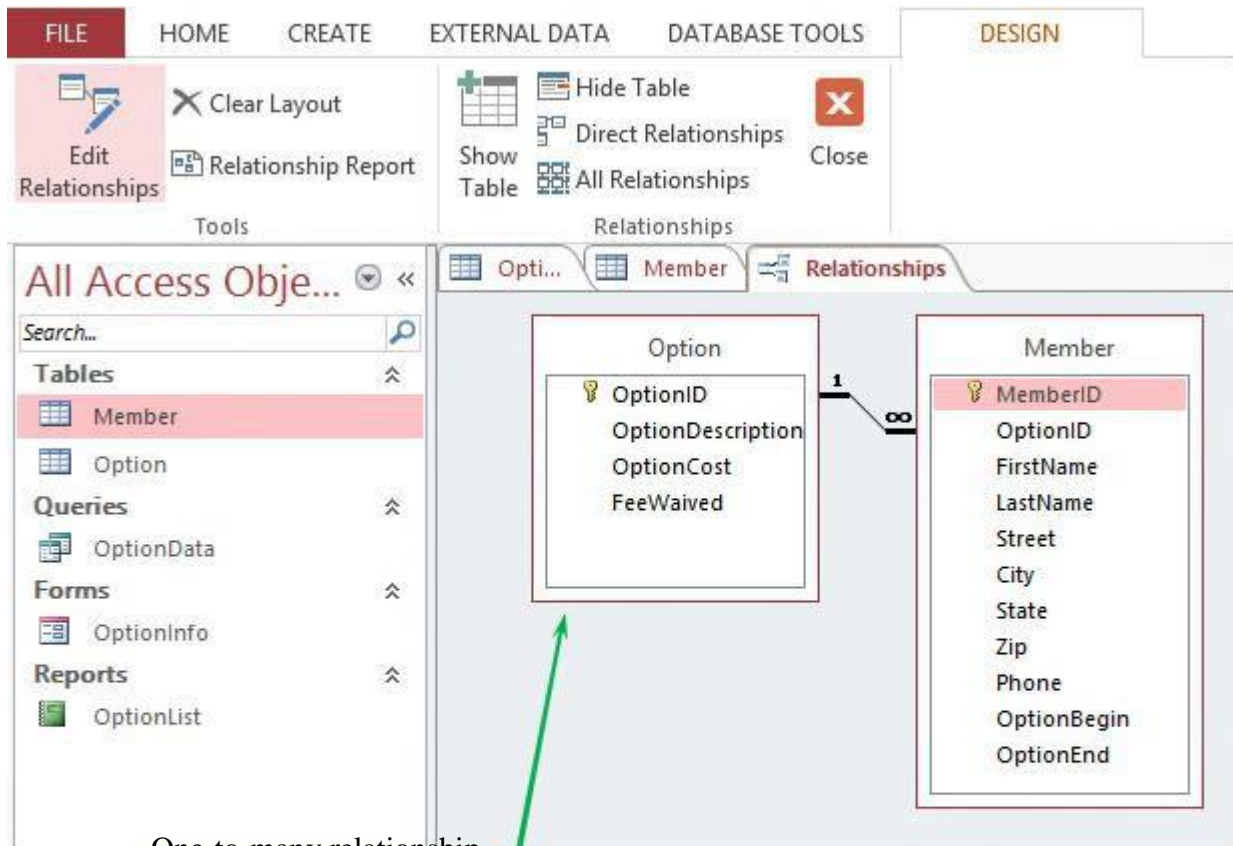 FILE HOME CREATE EXTERNAL DATA DATABASE TOOLS DESIGN
Edit Relationships
Clear Layout
Relationship Report
Tools
Show Table
Hide Table
Direct Relationships
All Relationships
Close
Relationships
All Access Obje... «
Search...
Tables
Member
Option
Queries
OptionData
Forms
OptionInfo
Reports
OptionList
Opti... Member Relationships
Option
OptionID
OptionDescription
OptionCost
FeeWaived
1
∞
Member
MemberID
OptionID
FirstName
LastName
Street
City
State
Zip
Phone
OptionBegin
OptionEnd
One-to-many relationship